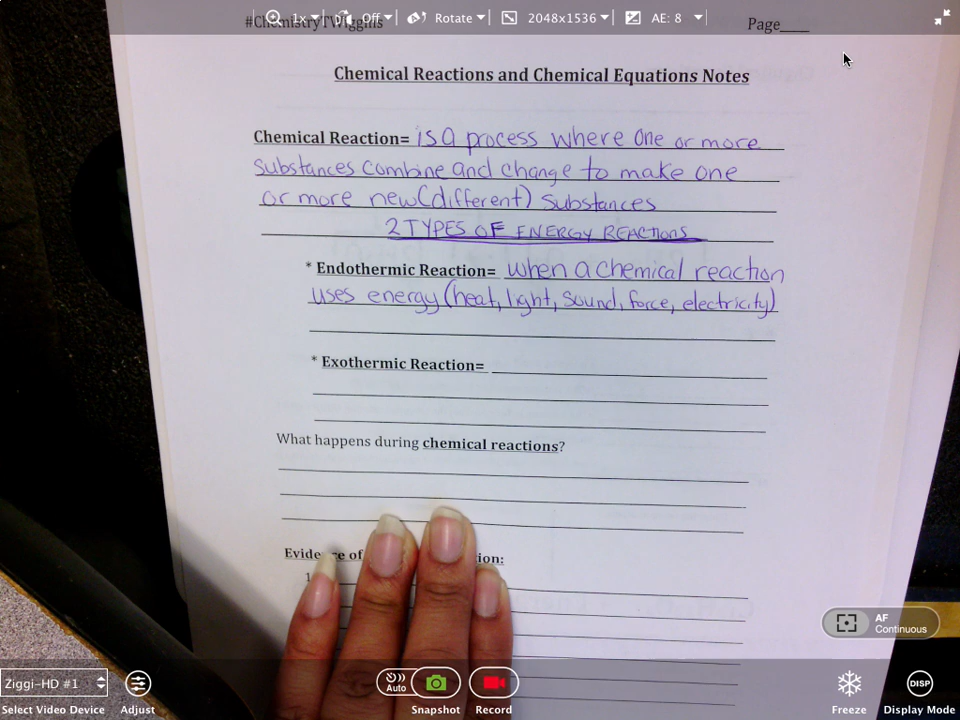 1x Off Rotate 2048x1536 AE: 8
#ChemistryTWiggins Page____
Chemical Reactions and Chemical Equations Notes
Chemical Reaction= is a process where one or more
substances combine and change to make one
or more new(different) substances
2 TYPES OF ENERGY REACTIONS
* Endothermic Reaction= when a chemical reaction
uses energy (heat, light, sound, force, electricity)
* Exothermic Reaction=
What happens during chemical reactions?
Evidence of ion:
1
AF
Continuous
Ziggi-HD #1
Auto
Select Video Device Adjust Snapshot Record Freeze Display Mode
DISP